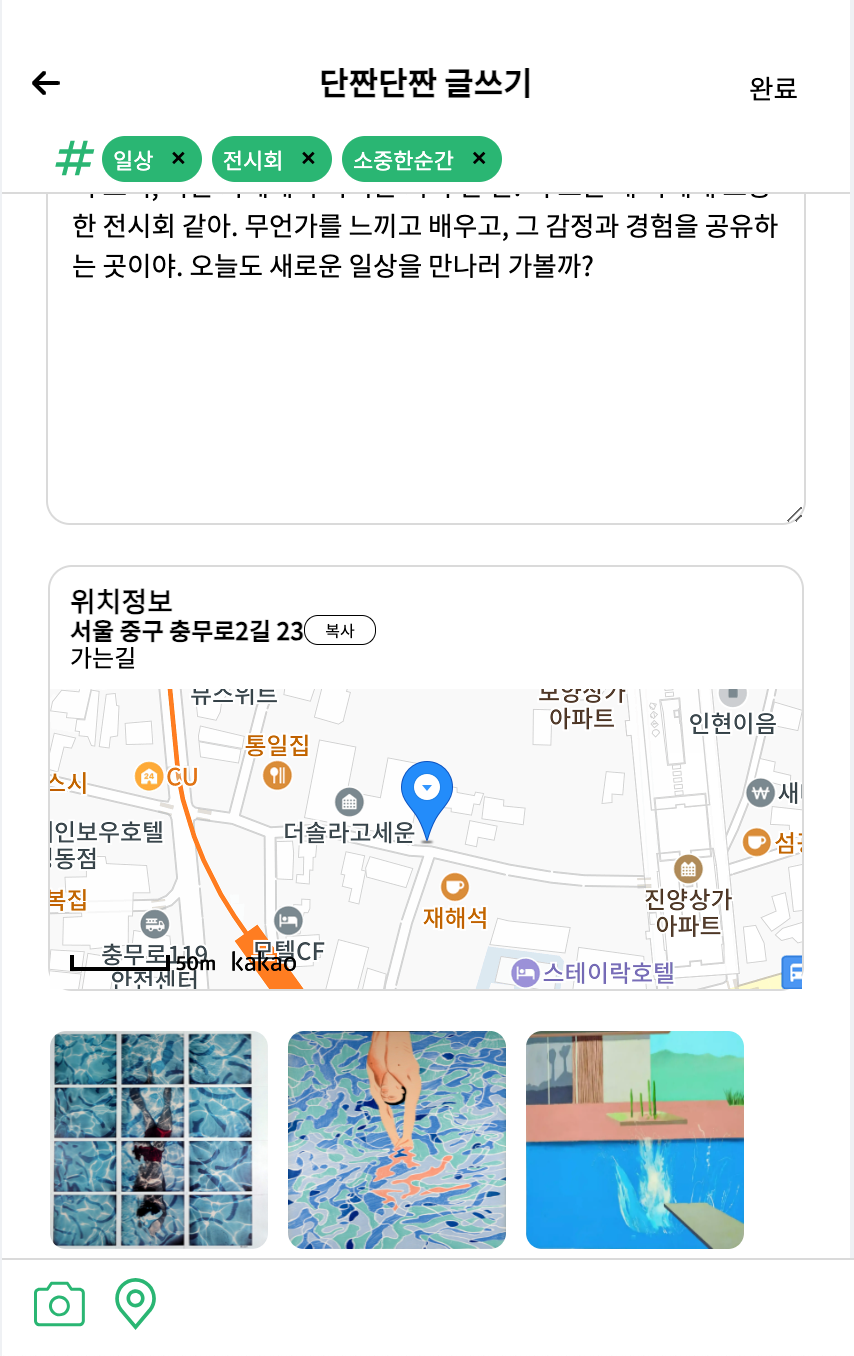 단짠단짠 글쓰기
완료
# 일상 × 전시회 × 소중한순간 ×
한 전시회 같아. 무언가를 느끼고 배우고, 그 감정과 경험을 공유하
는 곳이야. 오늘도 새로운 일상을 만나러 가볼까?
위치정보
서울 중구 충무로2길 23 복사
가는길
뷰스위트
아파트
인현이음
통일집
스시
24
CU
더솔라고세운
인보우호텔
동점
섬
복집
재해석
진양상가
아파트
충무로119
안전센터
모텔CF
50m kakao
스테이락호텔